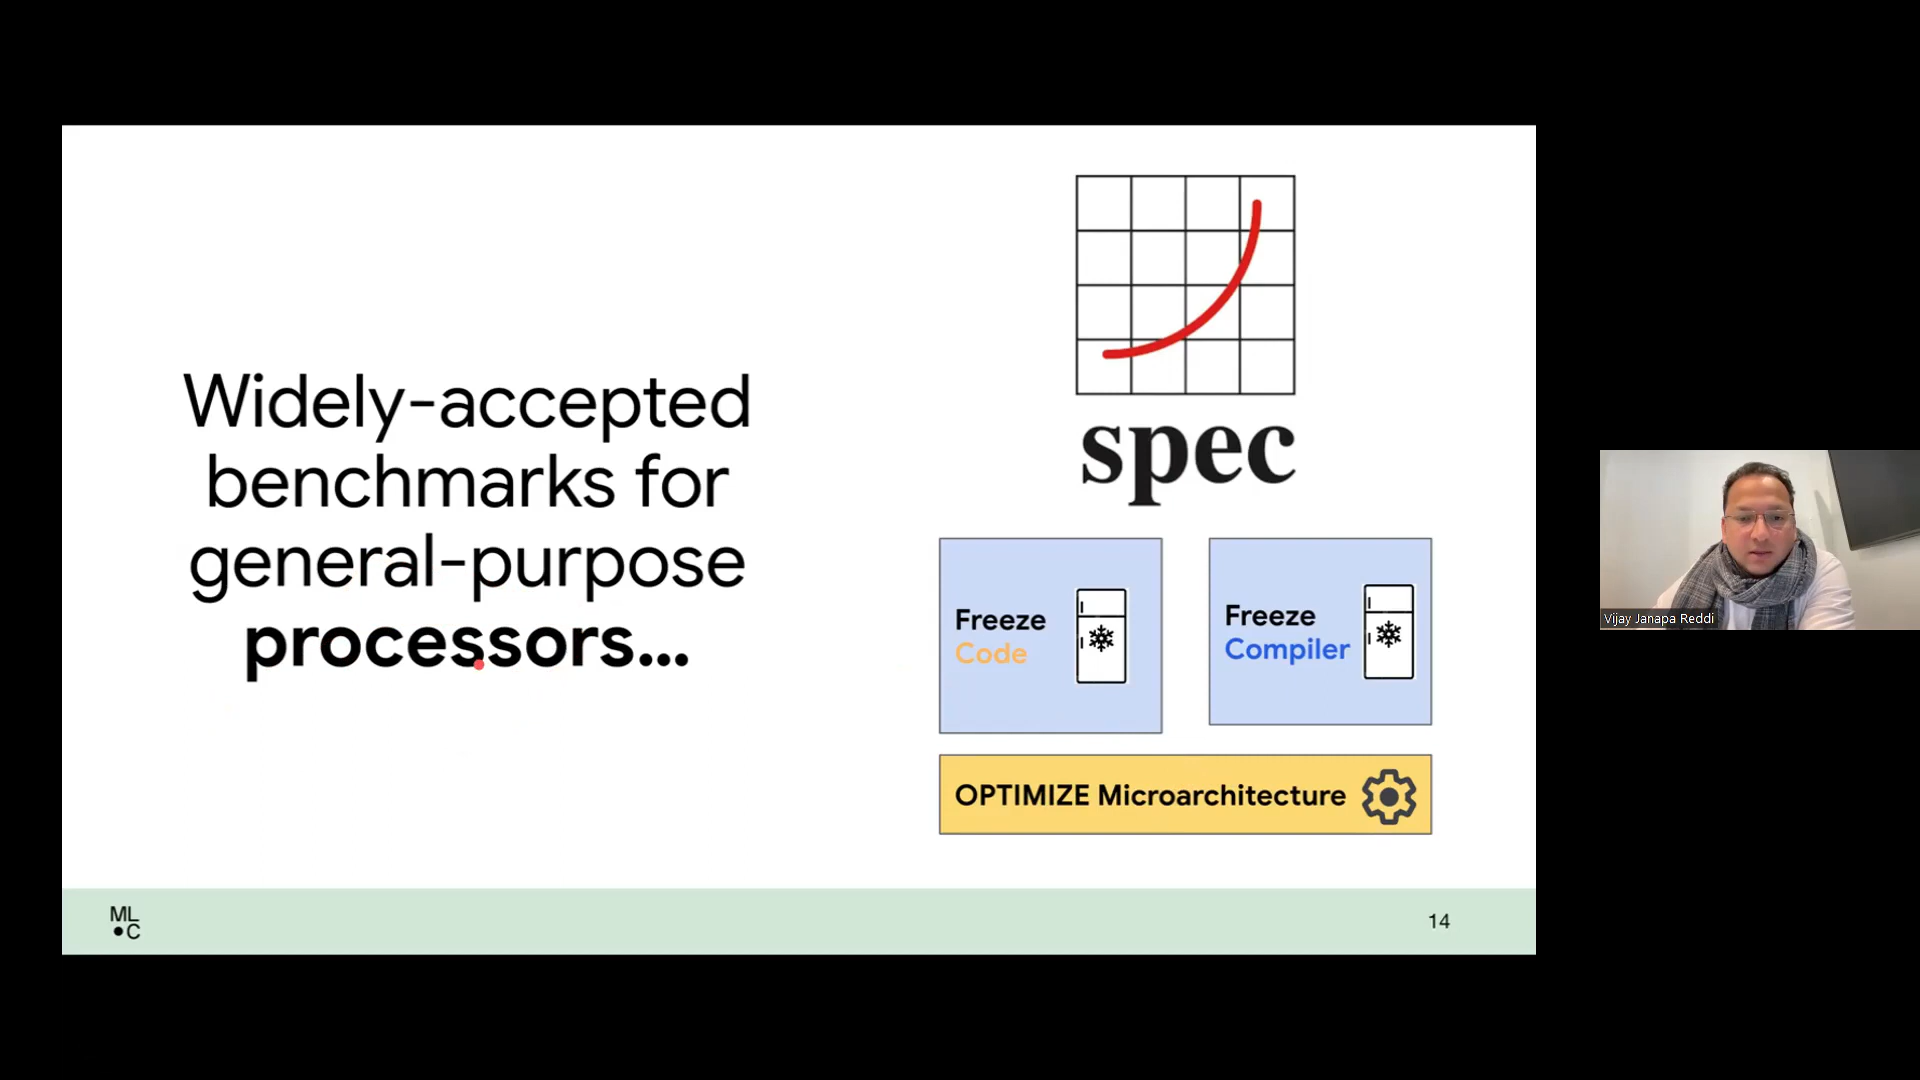 Widely-accepted
benchmarks for
general-purpose
processors...
spec
Freeze
Code
Freeze
Compiler
OPTIMIZE Microarchitecture
ML
C
14
Vijay Janapa Reddi